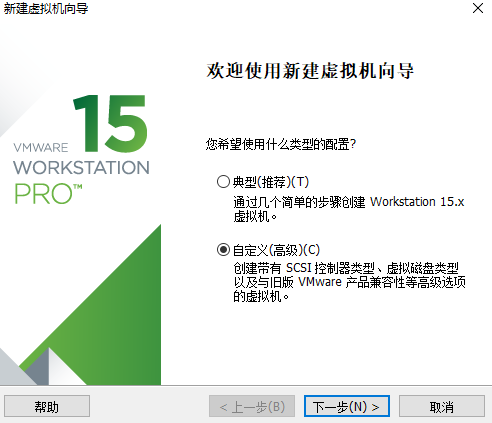 新建虚拟机向导
VMWARE 15
WORKSTATION
PRO™
欢迎使用新建虚拟机向导
您希望使用什么类型的配置?
典型(推荐)(T)
通过几个简单的步骤创建 Workstation 15.x
虚拟机。
自定义(高级)(C)
创建带有 SCSI 控制器类型、虚拟磁盘类型
以及与旧版 VMware 产品兼容性等高级选项
的虚拟机。
帮助
< 上一步(B)
下一步(N) >
取消